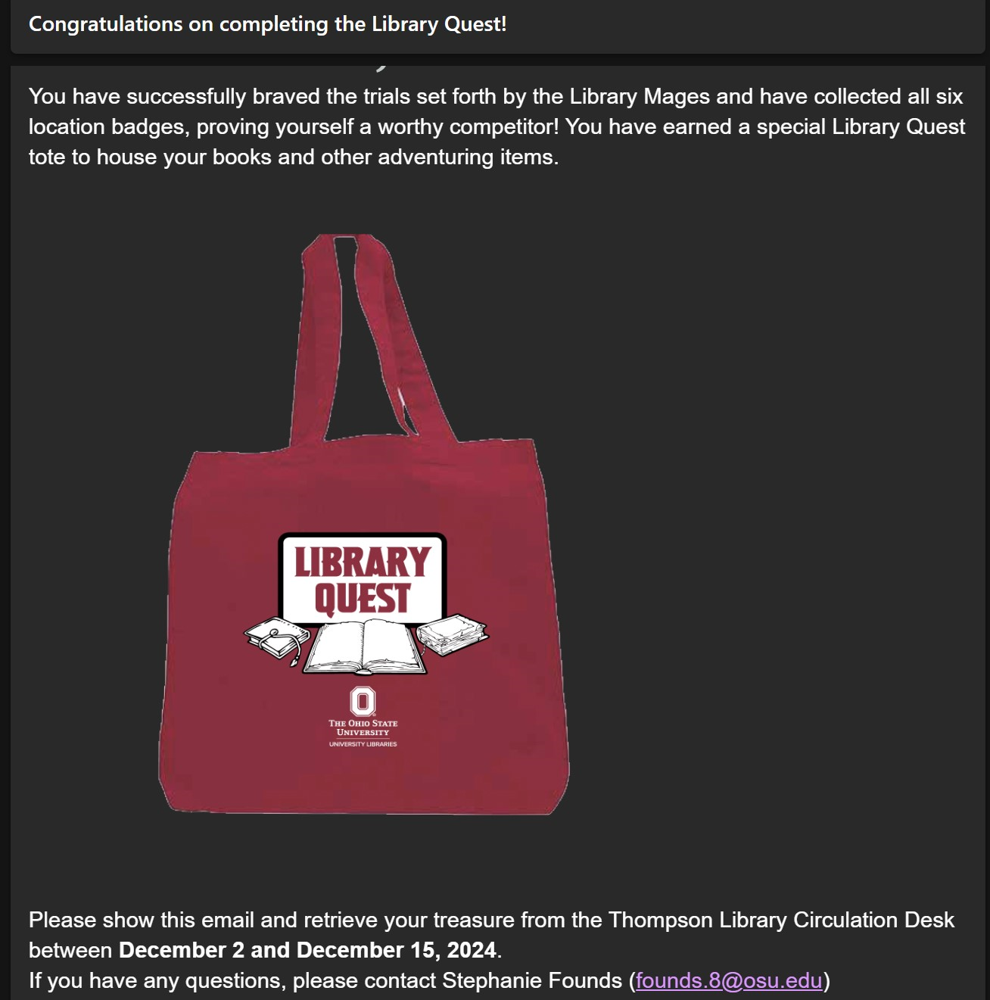 Congratulations on completing the Library Quest!
You have successfully braved the trials set forth by the Library Mages and have collected all six
location badges, proving yourself a worthy competitor! You have earned a special Library Quest
tote to house your books and other adventuring items.
LIBRARY
QUEST
O
THE OHIO STATE
UNIVERSITY
UNIVERSITY LIBRARIES
Please show this email and retrieve your treasure from the Thompson Library Circulation Desk
between December 2 and December 15, 2024.
If you have any questions, please contact Stephanie Founds (founds.8@osu.edu)